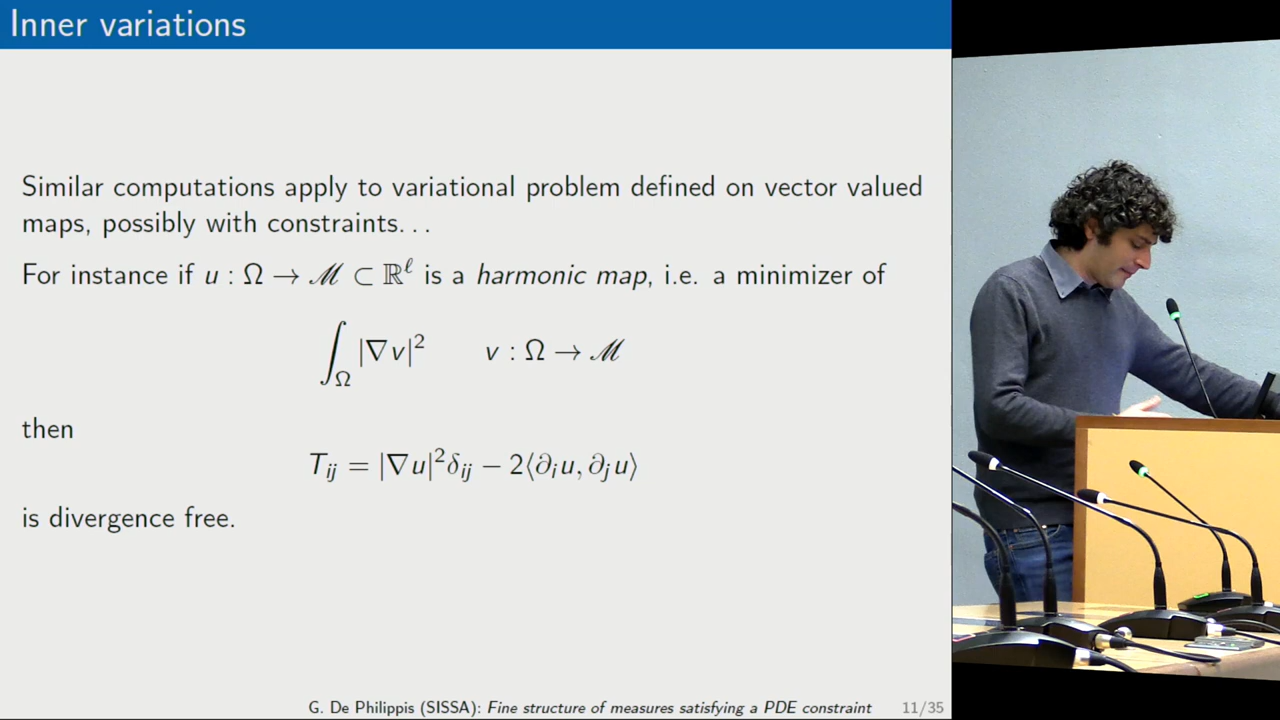 Inner variations
Similar computations apply to variational problem defined on vector valued
maps, possibly with constraints. . .
For instance if u : Ω → ℳ ⊂ ℝ^ℓ is a harmonic map, i.e. a minimizer of
∫_Ω |∇v|² v : Ω → ℳ
then
T_ij = |∇u|²δ_ij − 2⟨∂_i u, ∂_j u⟩
is divergence free.
G. De Philippis (SISSA): Fine structure of measures satisfying a PDE constraint 11/35